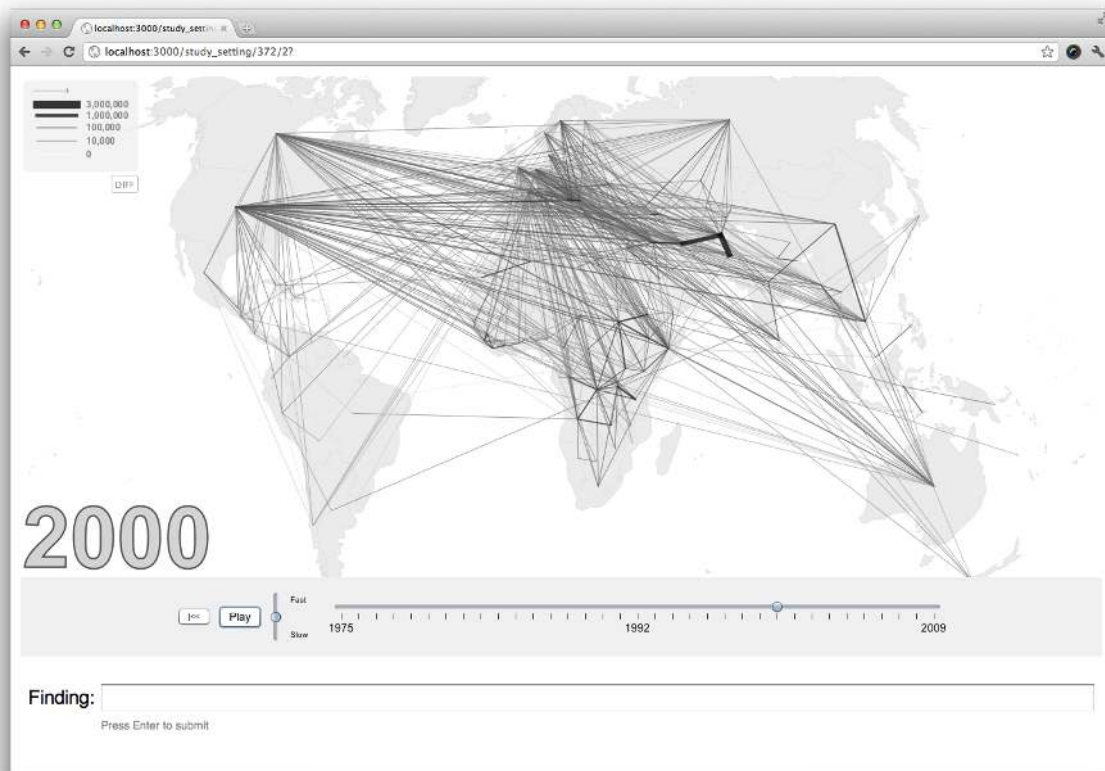 localhost:3000/study_settin
localhost:3000/study_setting/372/2?
3,000,000
1,000,000
100,000
10,000
0
DIFF
2000
|<<
Play
Fast
Slow
1975
1992
2009
Finding:
Press Enter to submit